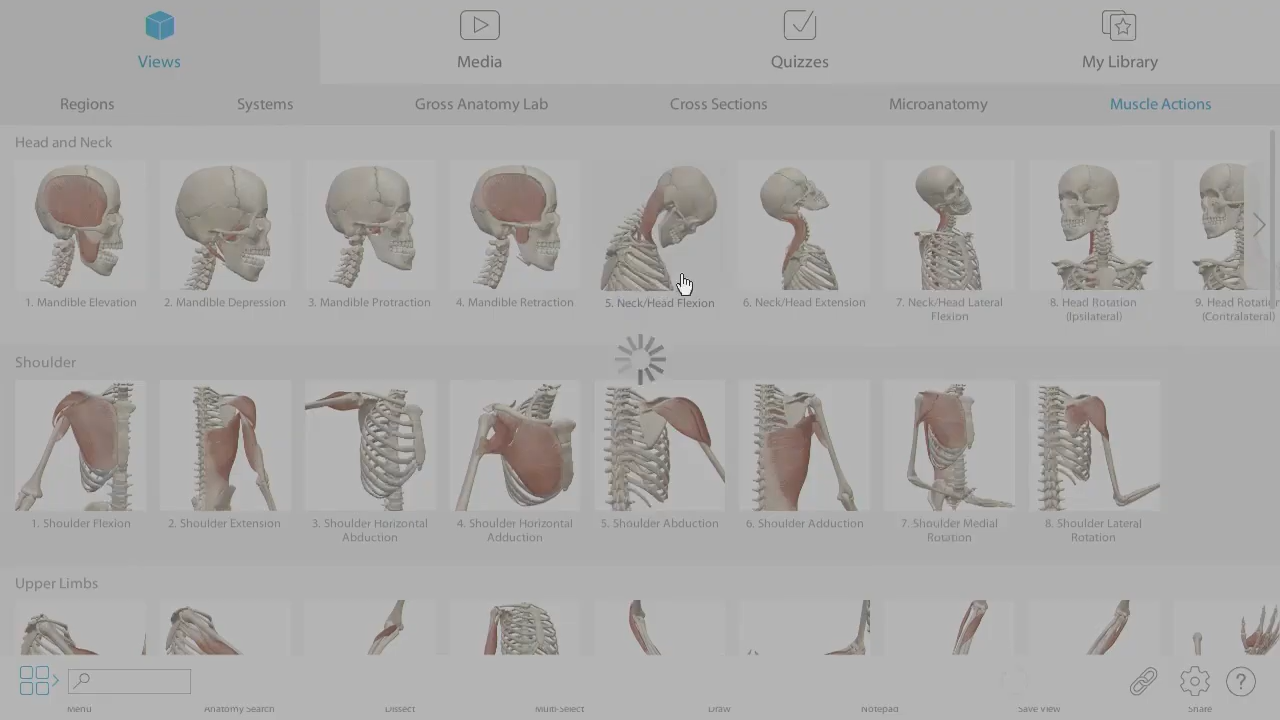 Views
Media
Quizzes
My Library
Regions
Systems
Gross Anatomy Lab
Cross Sections
Microanatomy
Muscle Actions
Head and Neck
1. Mandible Elevation
2. Mandible Depression
3. Mandible Protraction
4. Mandible Retraction
5. Neck/Head Flexion
6. Neck/Head Extension
7. Neck/Head Lateral
Flexion
8. Head Rotation
(Ipsilateral)
9. Head Rotation
(Contralateral)
Shoulder
1. Shoulder Flexion
2. Shoulder Extension
3. Shoulder Horizontal
Abduction
4. Shoulder Horizontal
Adduction
5. Shoulder Abduction
6. Shoulder Adduction
7. Shoulder Medial
Rotation
8. Shoulder Lateral
Rotation
Upper Limbs
Menu
Anatomy Search
Dissect
Multi-Select
Draw
Notepad
Save View
Share